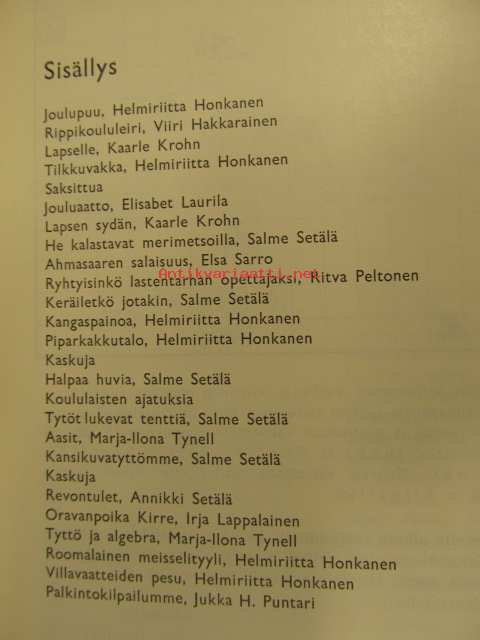 Sisällys
Joulupuu, Helmiriitta Honkanen
Rippikoululeiri, Viiri Hakkarainen
Lapselle, Kaarle Krohn
Tilkkuvakka, Helmiriitta Honkanen
Saksittua
Jouluaatto, Elisabet Laurila
Lapsen sydän, Kaarle Krohn
He kalastavat merimetsoilla, Salme Setälä
Ahmasaaren salaisuus, Elsa Sarro
Antikvariaatti.net
Ryhtyisinkö lastentarhan opettajaksi, Ritva Peltonen
Keräiletkö jotakin, Salme Setälä
Kangaspainoa, Helmiriitta Honkanen
Piparkakkutalo, Helmiriitta Honkanen
Kaskuja
Halpaa huvia, Salme Setälä
Koululaisten ajatuksia
Tytöt lukevat tenttiä, Salme Setälä
Aasit, Marja-Ilona Tynell
Kansikuvatyttömme, Salme Setälä
Kaskuja
Revontulet, Annikki Setälä
Oravanpoika Kirre, Irja Lappalainen
Tyttö ja algebra, Marja-Ilona Tynell
Roomalainen meisselityyli, Helmiriitta Honkanen
Villavaatteiden pesu, Helmiriitta Honkanen
Palkintokilpailumme, Jukka H. Puntari